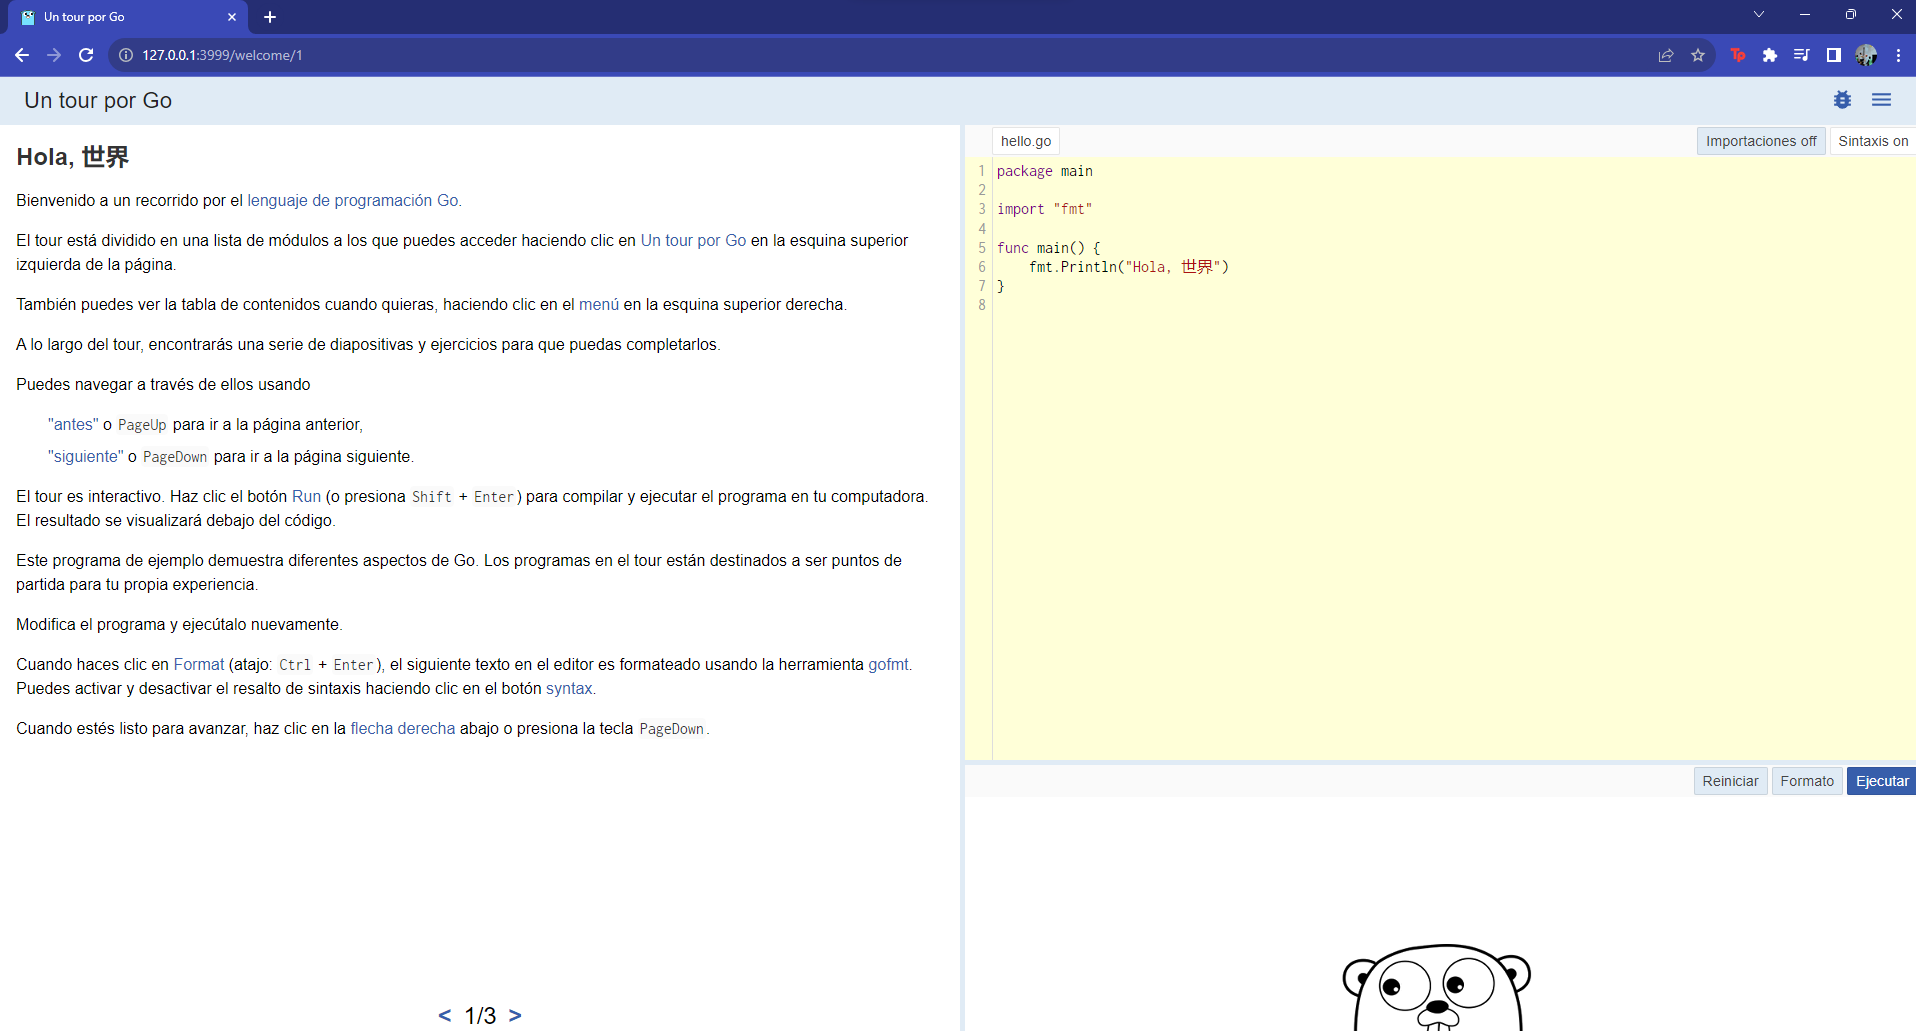 Un tour por Go
127.0.0.1:3999/welcome/1
Tp
Un tour por Go
Hola, 世界
Bienvenido a un recorrido por el lenguaje de programación Go.
El tour está dividido en una lista de módulos a los que puedes acceder haciendo clic en Un tour por Go en la esquina superior
izquierda de la página.
También puedes ver la tabla de contenidos cuando quieras, haciendo clic en el menú en la esquina superior derecha.
A lo largo del tour, encontrarás una serie de diapositivas y ejercicios para que puedas completarlos.
Puedes navegar a través de ellos usando
"antes" o PageUp para ir a la página anterior,
"siguiente" o PageDown para ir a la página siguiente.
El tour es interactivo. Haz clic el botón Run (o presiona Shift + Enter) para compilar y ejecutar el programa en tu computadora.
El resultado se visualizará debajo del código.
Este programa de ejemplo demuestra diferentes aspectos de Go. Los programas en el tour están destinados a ser puntos de
partida para tu propia experiencia.
Modifica el programa y ejecútalo nuevamente.
Cuando haces clic en Format (atajo: Ctrl + Enter), el siguiente texto en el editor es formateado usando la herramienta gofmt.
Puedes activar y desactivar el resalto de sintaxis haciendo clic en el botón syntax.
Cuando estés listo para avanzar, haz clic en la flecha derecha abajo o presiona la tecla PageDown.
< 1/3 >
hello.go
Importaciones off
Sintaxis on
1 package main
2
3 import "fmt"
4
5 func main() {
6     fmt.Println("Hola, 世界")
7 }
8
Reiniciar
Formato
Ejecutar